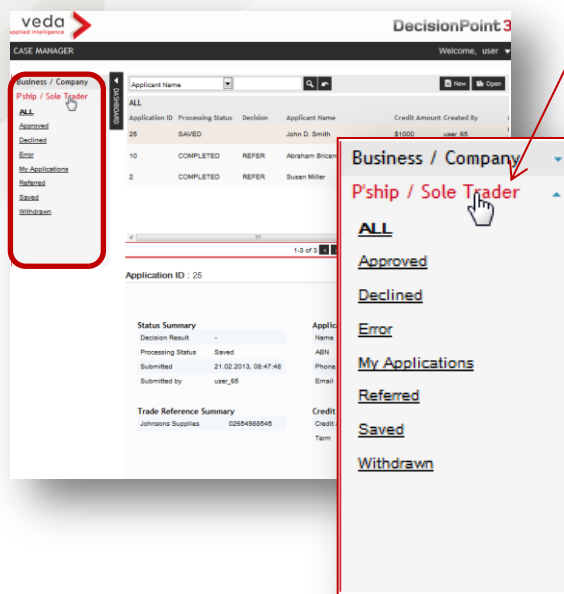 veda
applied intelligence
DecisionPoint 3
CASE MANAGER
Welcome, user
Business / Company
P'ship / Sole Trader
ALL
Approved
Declined
Error
My Applications
Referred
Saved
Withdrawn
DASHBOARD
Applicant Name
New
Open
ALL
Application ID Processing Status Decision Applicant Name Credit Amount Created By
25 SAVED John D. Smith $1000 user_65
10 COMPLETED REFER Abraham
2 COMPLETED REFER Susan Miller
1-3 of 3
Application ID : 25
Status Summary
Decision Result -
Processing Status Saved
Submitted 21.02.2013, 08:47:48
Submitted by user_65
Name
ABN
Phone
Email
Trade Reference Summary
Johnsons Supplies 02654988545
Credit
Term
Business / Company
P'ship / Sole Trader
ALL
Approved
Declined
Error
My Applications
Referred
Saved
Withdrawn